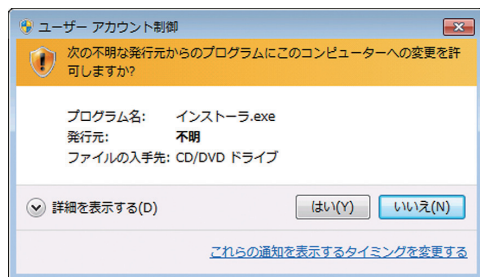 ユーザー アカウント制御
次の不明な発行元からのプログラムにこのコンピューターへの変更を許
可しますか?
プログラム名: インストーラ.exe
発行元: 不明
ファイルの入手先: CD/DVD ドライブ
詳細を表示する(D) はい(Y) いいえ(N)
これらの通知を表示するタイミングを変更する